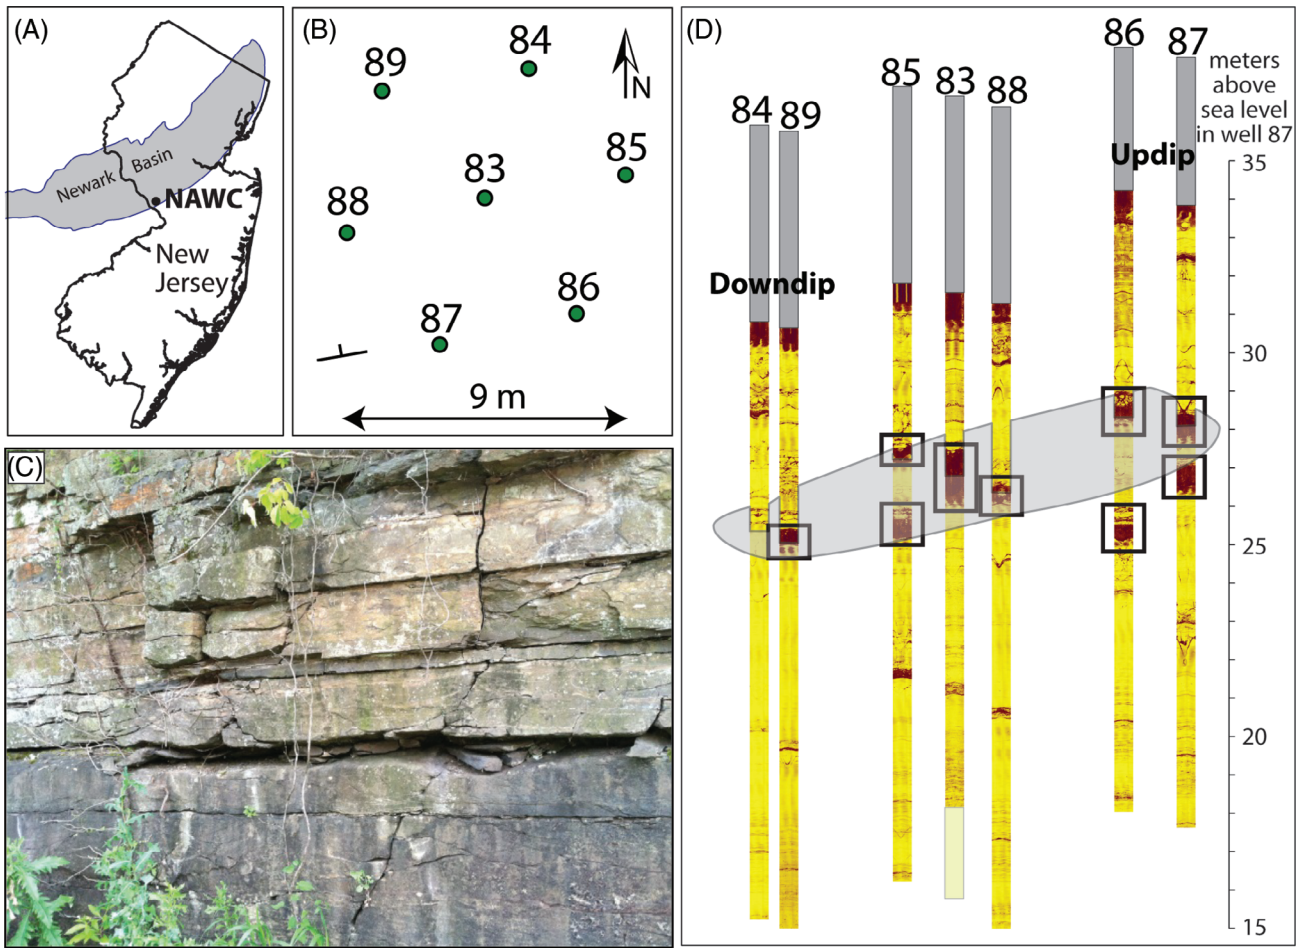 (A)
Newark Basin
NAWC
New
Jersey
(B)
89
84
N
85
83
88
86
87
9 m
(C)
(D)
84
89
85
83
88
86
87
meters
above
sea level
in well 87
Updip
Downdip
35
30
25
20
15